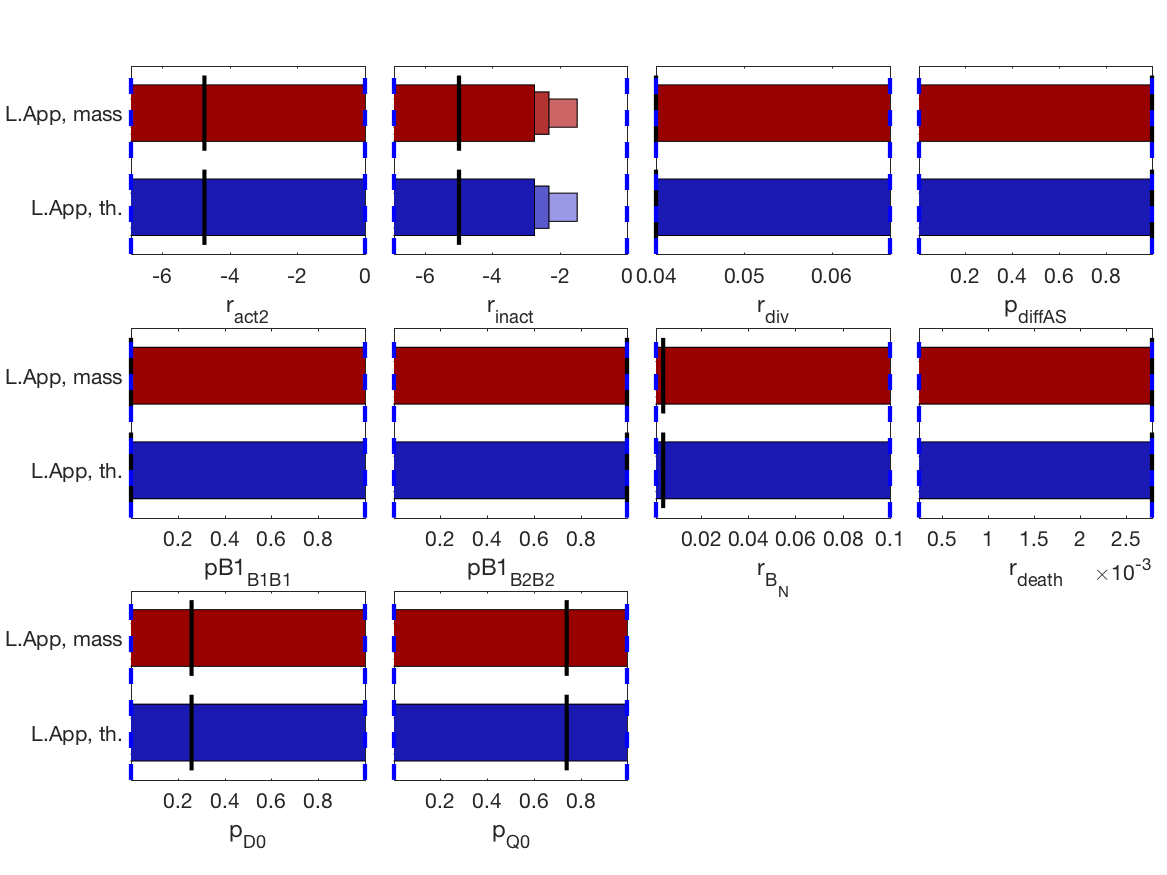 L.App, mass
L.App, th.
-6 -4 -2 0
r_act2
-6 -4 -2 0
r_inact
0.04 0.05 0.06
r_div
0.2 0.4 0.6 0.8
p_diffAS
L.App, mass
L.App, th.
0.2 0.4 0.6 0.8
pB1_B1B1
0.2 0.4 0.6 0.8
pB1_B2B2
0.02 0.04 0.06 0.08 0.1
r_B_N
0.5 1 1.5 2 2.5
r_death ×10^-3
L.App, mass
L.App, th.
0.2 0.4 0.6 0.8
p_D0
0.2 0.4 0.6 0.8
p_Q0